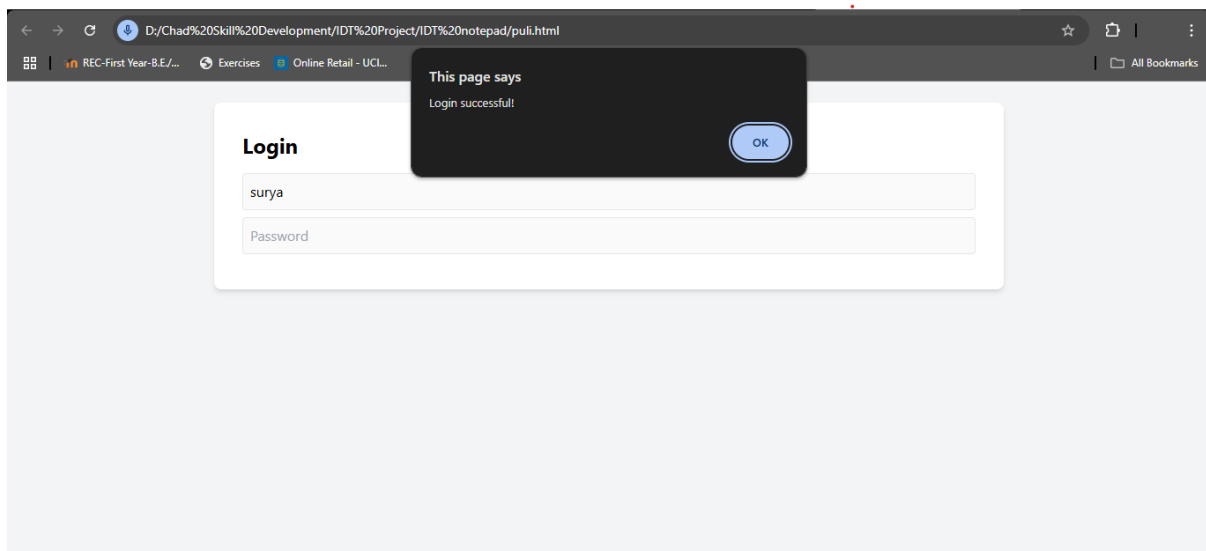 D:/Chad%20Skill%20Development/IDT%20Project/IDT%20notepad/puli.html
REC-First Year-B.E./... Exercises Online Retail - UCI... All Bookmarks
This page says
Login successful!
OK
Login
surya
Password